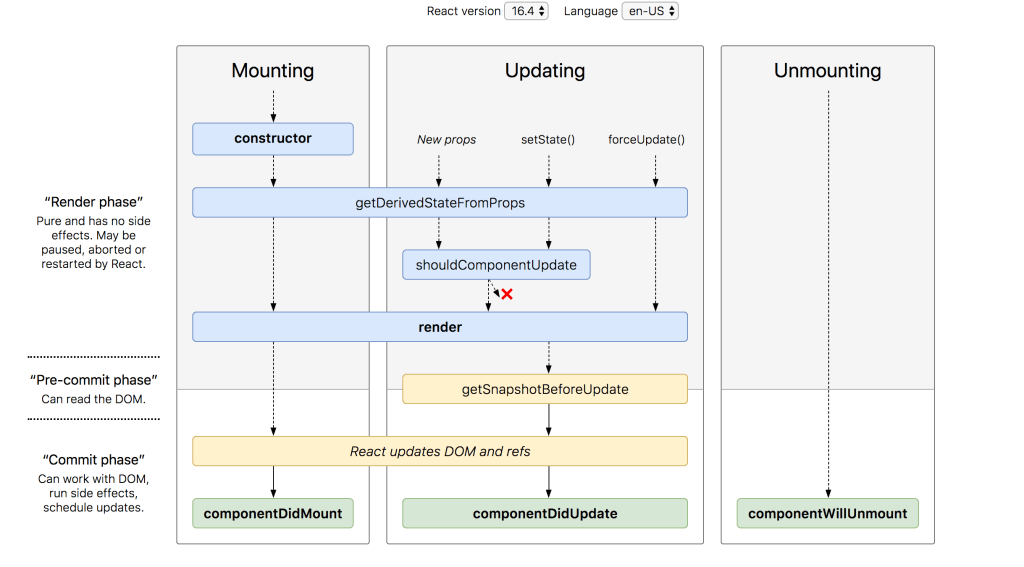 React version 16.4 Language en-US
Mounting
Updating
Unmounting
constructor
New props
setState()
forceUpdate()
"Render phase"
Pure and has no side
effects. May be
paused, aborted or
restarted by React.
getDerivedStateFromProps
shouldComponentUpdate
render
“Pre-commit phase”
Can read the DOM.
getSnapshotBeforeUpdate
“Commit phase”
Can work with DOM,
run side effects,
schedule updates.
React updates DOM and refs
componentDidMount
componentDidUpdate
componentWillUnmount